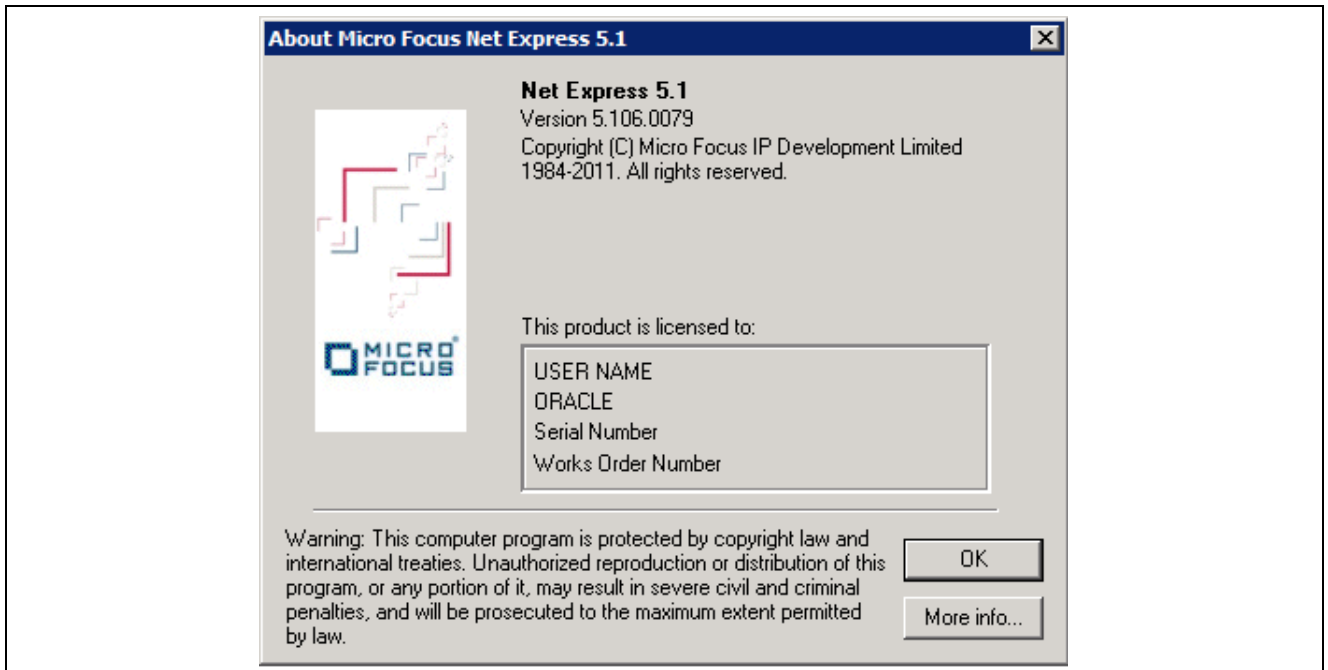 About Micro Focus Net Express 5.1
Net Express 5.1
Version 5.106.0079
Copyright (C) Micro Focus IP Development Limited
1984-2011. All rights reserved.
MICRO
FOCUS
This product is licensed to:
USER NAME
ORACLE
Serial Number
Works Order Number
Warning: This computer program is protected by copyright law and
international treaties. Unauthorized reproduction or distribution of this
program, or any portion of it, may result in severe civil and criminal
penalties, and will be prosecuted to the maximum extent permitted
by law.
OK
More info...